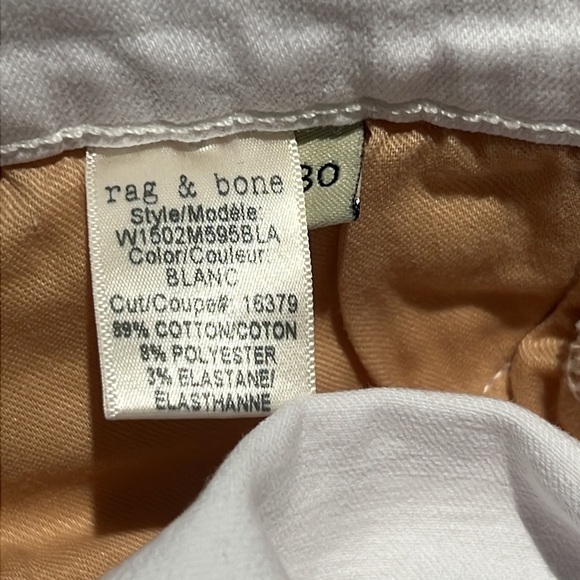 rag & bone
30
Style/Modèle:
W1502M595BLA
Color/Couleur:
BLANC
Cut/Coupe#: 16379
89% COTTON/COTON
8% POLYESTER
3% ELASTANE/
ELASTHANNE